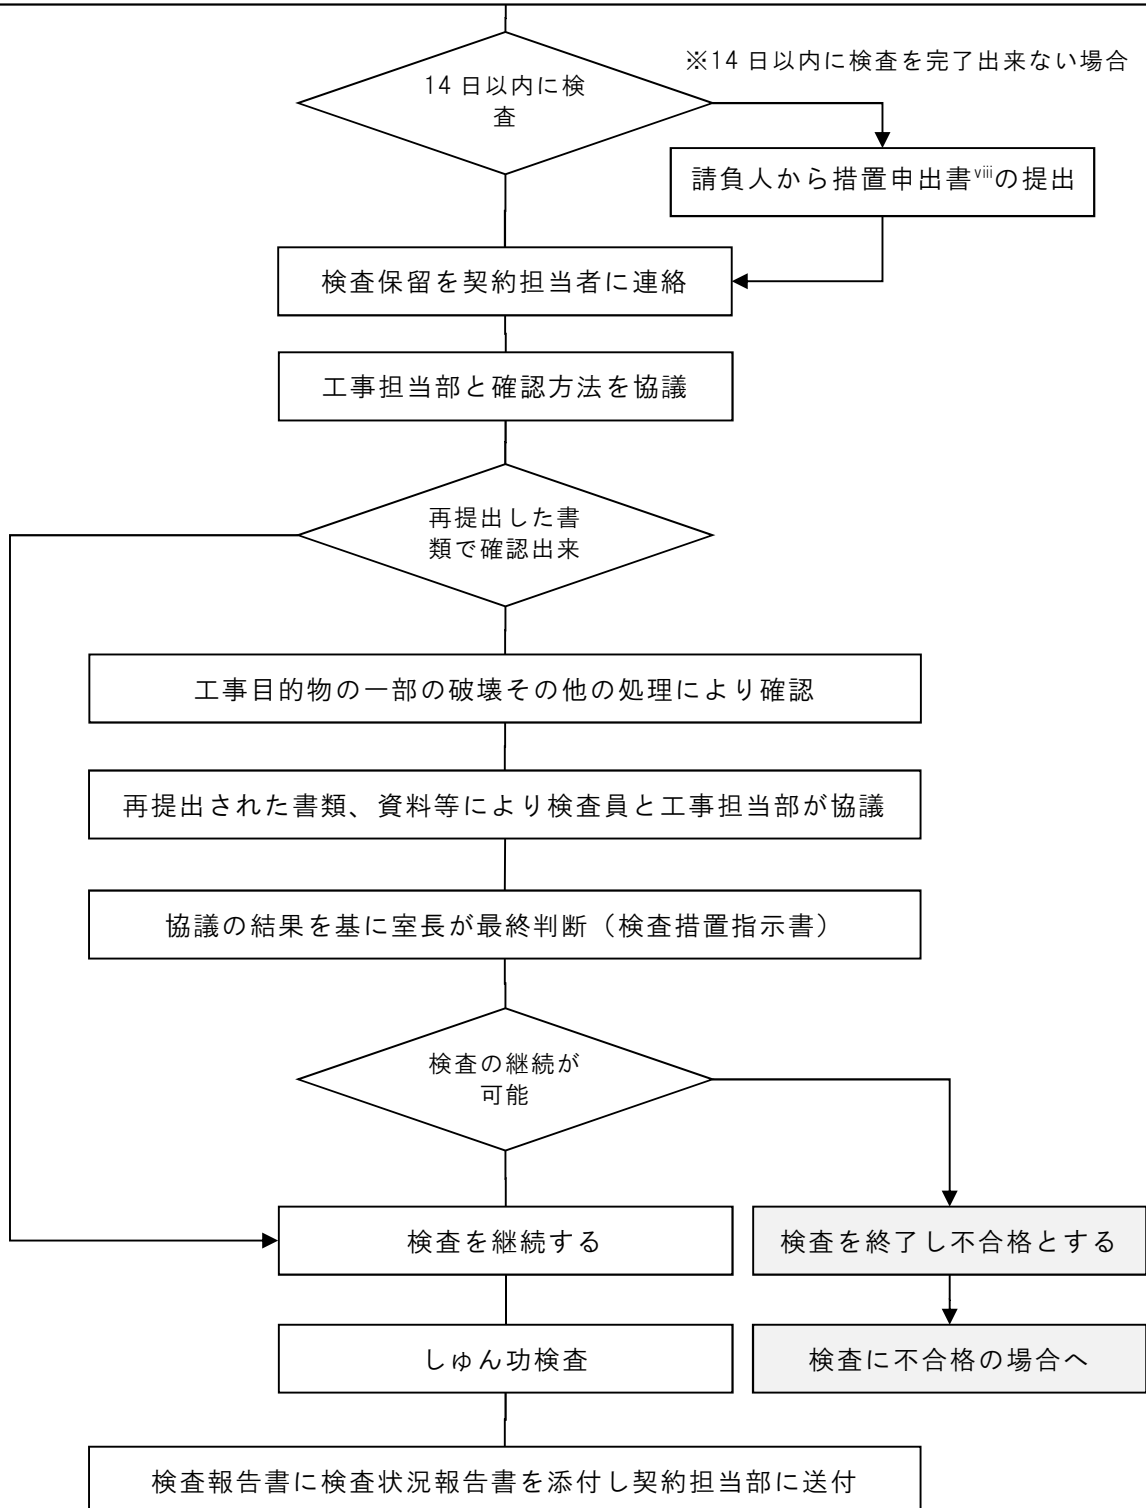 ※14日以内に検査を完了出来ない場合
14日以内に検
査
請負人から措置申出書ⅷの提出
検査保留を契約担当者に連絡
工事担当部と確認方法を協議
再提出した書
類で確認出来
工事目的物の一部の破壊その他の処理により確認
再提出された書類、資料等により検査員と工事担当部が協議
協議の結果を基に室長が最終判断（検査措置指示書）
検査の継続が
可能
検査を継続する
検査を終了し不合格とする
しゅん功検査
検査に不合格の場合へ
検査報告書に検査状況報告書を添付し契約担当部に送付